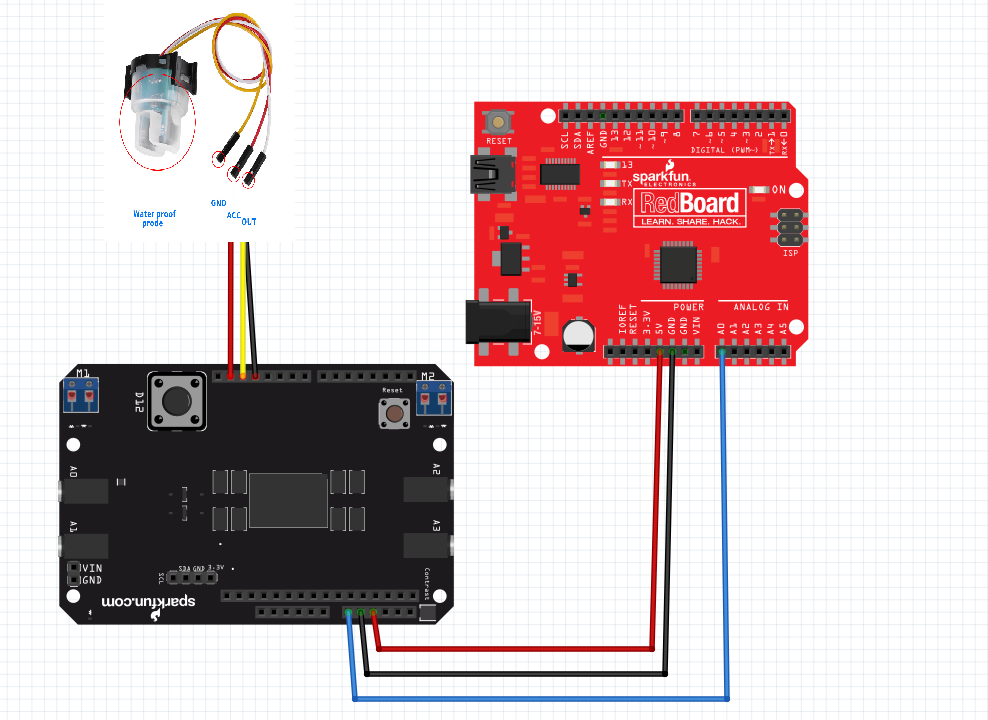 GND
ACC
OUT
Water proof
prode
SCL
SDA
AREF
GND
13
12
~11
~10
~9
8
7
~6
~5
4
~3
2
TX→1
RX←0
RESET
DIGITAL (PWM~)
13
TX
RX
sparkfun
ELECTRONICS
RedBoard
LEARN. SHARE. HACK.
ON
ISP
7-15V
POWER
ANALOG IN
IOREF
RESET
3.3V
5V
GND
GND
VIN
A0
A1
A2
A3
A4
A5
M1
D12
Reset
M2
A0
A2
A1
A3
VIN
GND
SCL
SDA
GND
3.3V
Contrast
sparkfun.com